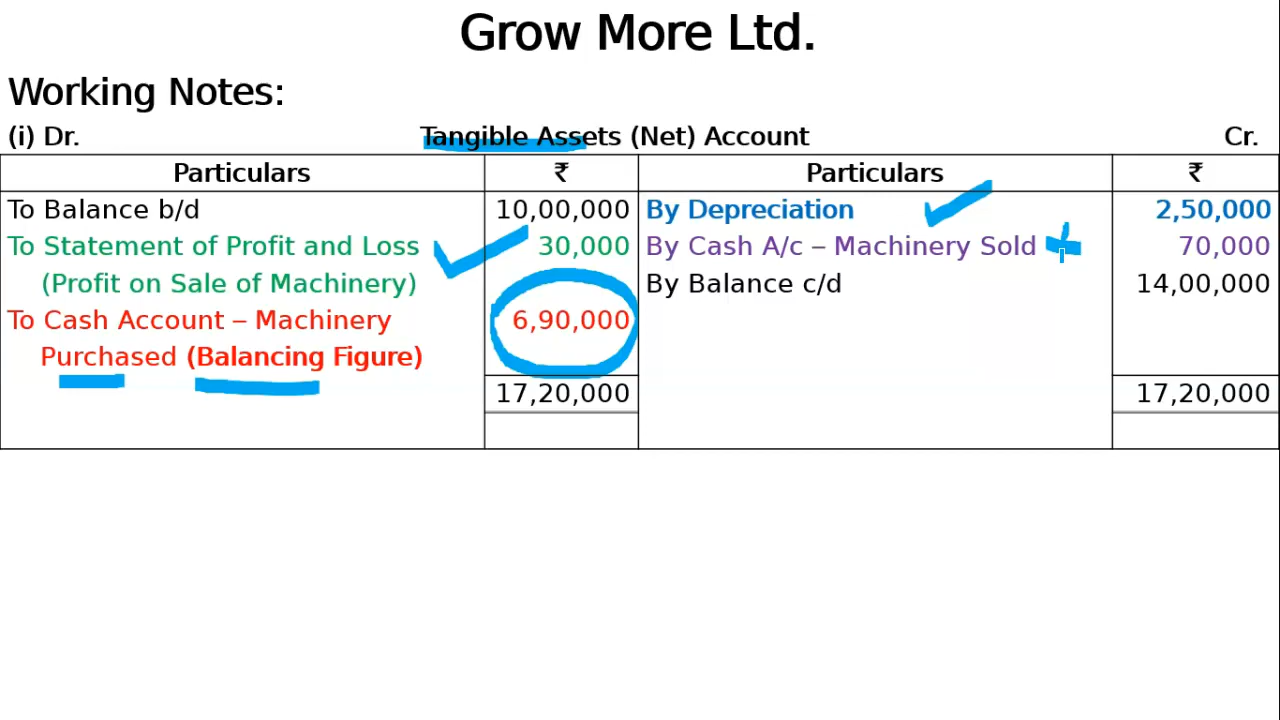 Grow More Ltd.
Working Notes:
(i) Dr. Tangible Assets (Net) Account Cr.
Particulars ₹ Particulars ₹
To Balance b/d 10,00,000 By Depreciation 2,50,000
To Statement of Profit and Loss 30,000 By Cash A/c – Machinery Sold 70,000
(Profit on Sale of Machinery) By Balance c/d 14,00,000
To Cash Account – Machinery 6,90,000
Purchased (Balancing Figure)
17,20,000 17,20,000